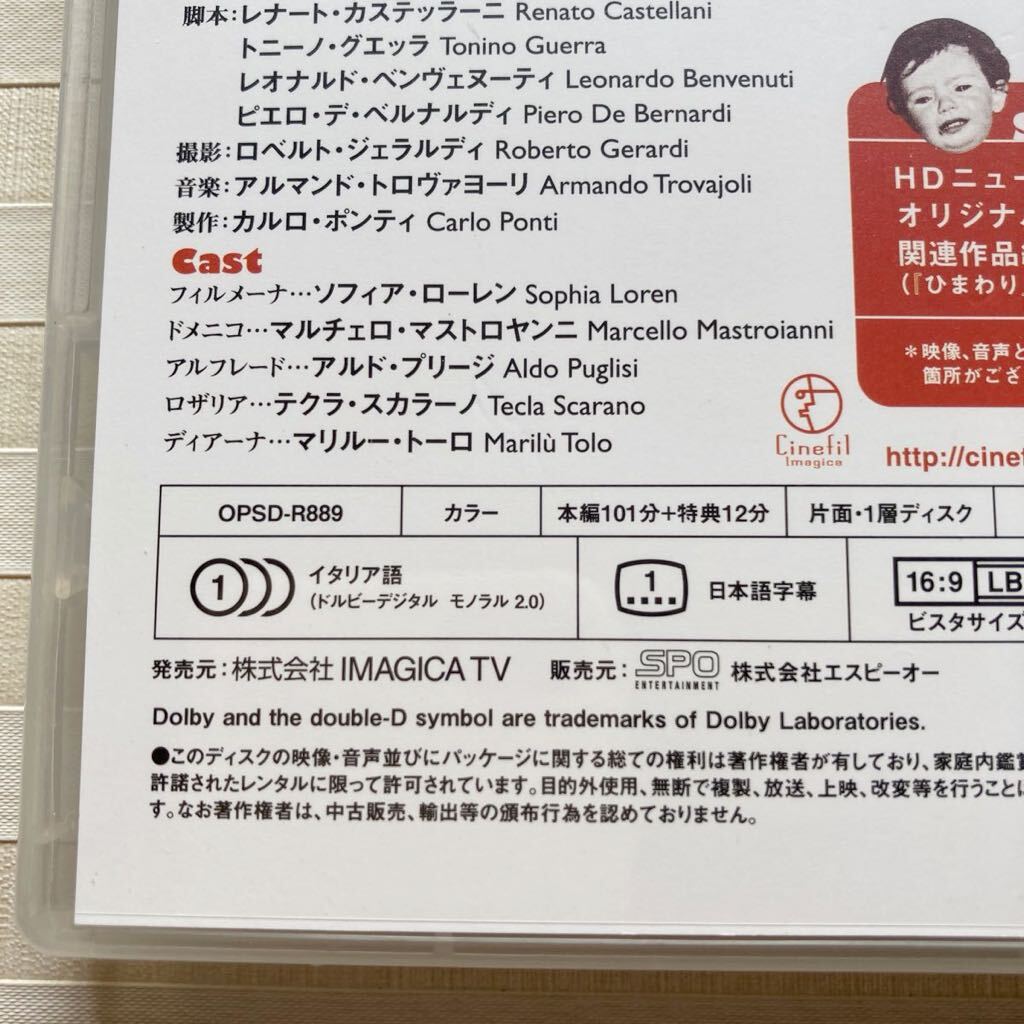 脚本:レナート・カステッラーニ Renato Castellani
トニーノ・グエッラ Tonino Guerra
レオナルド・ベンヴェヌーティ Leonardo Benvenuti
ピエロ・デ・ベルナルディ Piero De Bernardi
撮影:ロベルト・ジェラルディ Roberto Gerardi
音楽:アルマンド・トロヴァヨーリ Armando Trovajoli
製作:カルロ・ポンティ Carlo Ponti
Cast
フィルメーナ…ソフィア・ローレン Sophia Loren
ドメニコ…マルチェロ・マストロヤンニ Marcello Mastroianni
アルフレード…アルド・プリージ Aldo Puglisi
ロザリア…テクラ・スカラーノ Tecla Scarano
ディアーナ…マリルー・トーロ Marilù Tolo
S
HDニュー
オリジナ
関連作品
(『ひまわり』
*映像、音声と
箇所がござ
Cinefil
Imagica
http://cinef
OPSD-R889 カラー 本編101分+特典12分 片面・1層ディスク
1 イタリア語
(ドルビーデジタル モノラル 2.0)
1 日本語字幕
16:9 LB
ビスタサイズ
発売元:株式会社 IMAGICA TV 販売元:SPO ENTERTAINMENT 株式会社エスピーオー
Dolby and the double-D symbol are trademarks of Dolby Laboratories.
●このディスクの映像・音声並びにパッケージに関する総ての権利は著作権者が有しており、家庭内鑑賞
許諾されたレンタルに限って許可されています。目的外使用、無断で複製、放送、上映、改変等を行うことに
す。なお著作権者は、中古販売、輸出等の頒布行為を認めておりません。